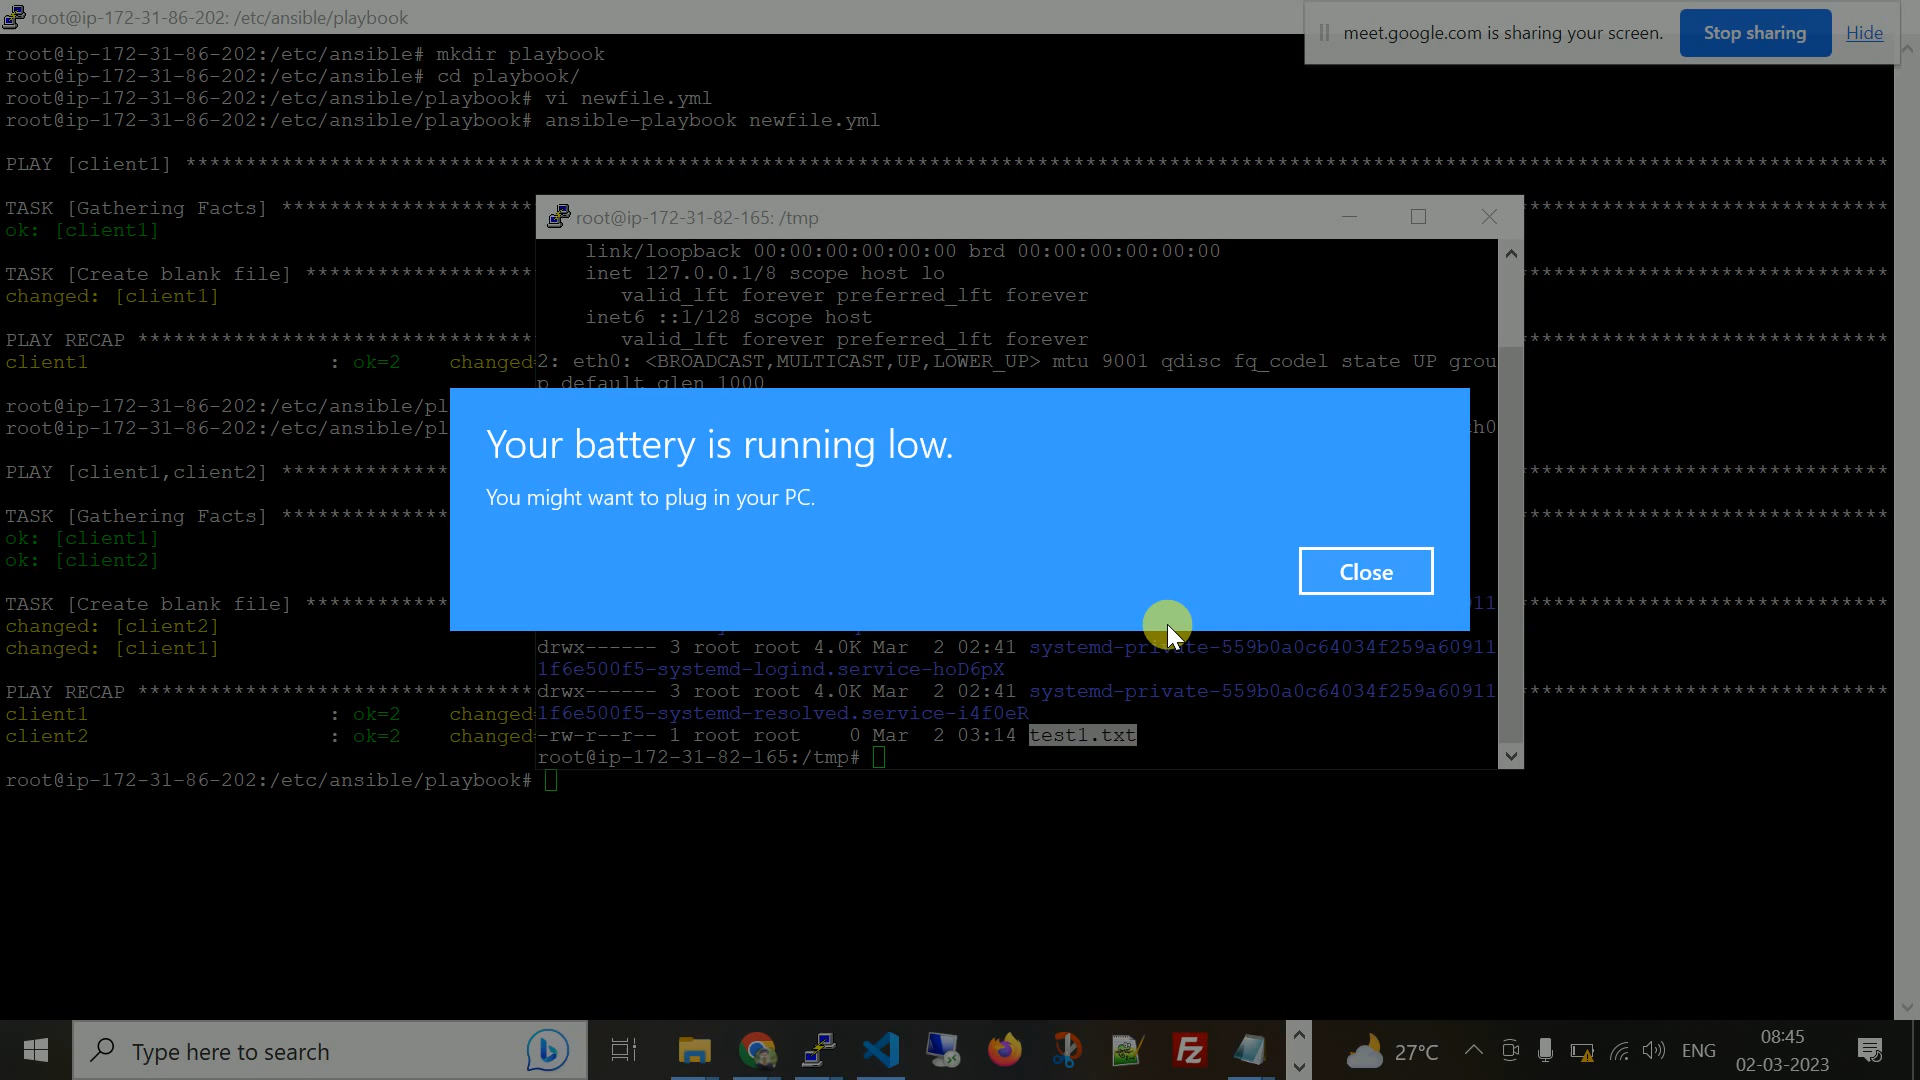 root@ip-172-31-86-202: /etc/ansible/playbook
meet.google.com is sharing your screen.
Stop sharing
Hide
root@ip-172-31-86-202:/etc/ansible# mkdir playbook
root@ip-172-31-86-202:/etc/ansible# cd playbook/
root@ip-172-31-86-202:/etc/ansible/playbook# vi newfile.yml
root@ip-172-31-86-202:/etc/ansible/playbook# ansible-playbook newfile.yml
PLAY [client1]
TASK [Gathering Facts]
ok: [client1]
TASK [Create blank file]
changed: [client1]
PLAY RECAP
client1 : ok=2 changed=
root@ip-172-31-86-202:/etc/ansible/pl
root@ip-172-31-86-202:/etc/ansible/pl
PLAY [client1,client2]
TASK [Gathering Facts]
ok: [client1]
ok: [client2]
TASK [Create blank file]
changed: [client2]
changed: [client1]
PLAY RECAP
client1 : ok=2 changed
client2 : ok=2 changed
root@ip-172-31-86-202:/etc/ansible/playbook#
root@ip-172-31-82-165: /tmp
link/loopback 00:00:00:00:00:00 brd 00:00:00:00:00:00
inet 127.0.0.1/8 scope host lo
valid_lft forever preferred_lft forever
inet6 ::1/128 scope host
valid_lft forever preferred_lft forever
2: eth0: <BROADCAST,MULTICAST,UP,LOWER_UP> mtu 9001 qdisc fq_codel state UP grou
p default qlen 1000
Your battery is running low.
You might want to plug in your PC.
Close
drwx------ 3 root root 4.0K Mar 2 02:41 systemd-private-559b0a0c64034f259a60911
1f6e500f5-systemd-logind.service-hoD6pX
drwx------ 3 root root 4.0K Mar 2 02:41 systemd-private-559b0a0c64034f259a60911
1f6e500f5-systemd-resolved.service-i4f0eR
-rw-r--r-- 1 root root 0 Mar 2 03:14 test1.txt
root@ip-172-31-82-165:/tmp#
Type here to search
27°C
ENG
08:45
02-03-2023